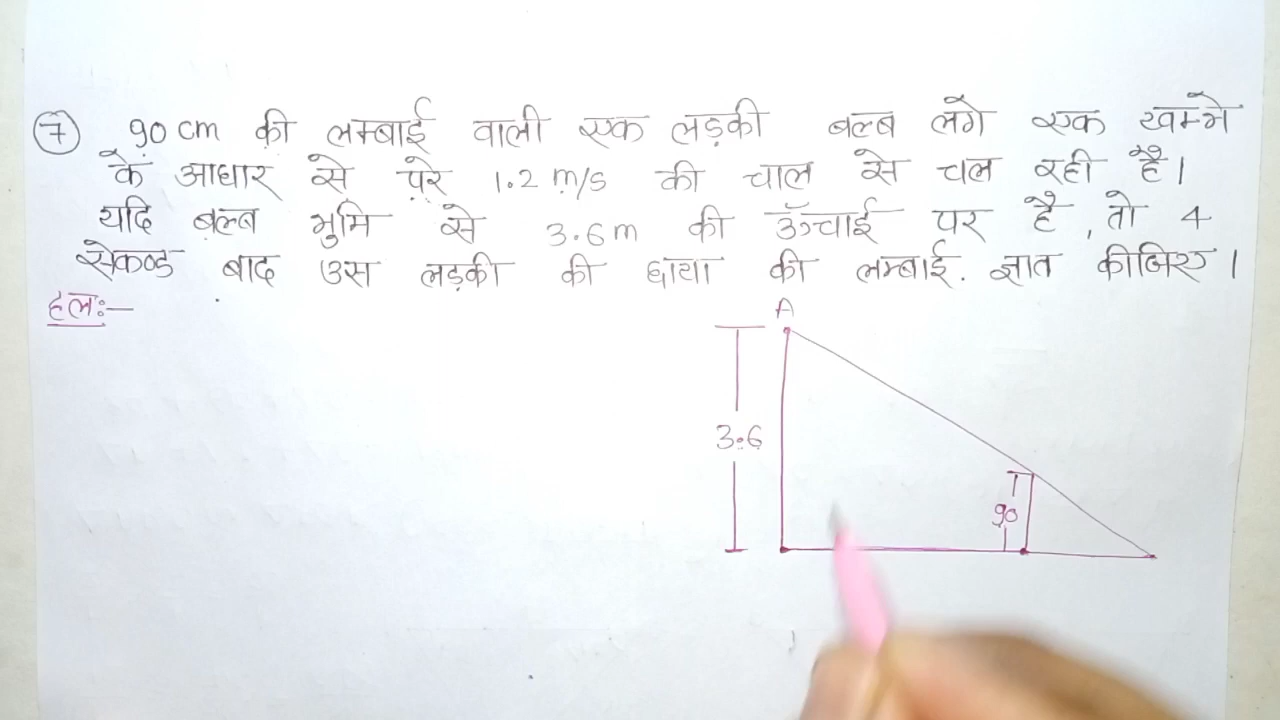 7 90 cm की लम्बाई वाली एक लड़की बल्ब लगे एक खम्भे
के आधार से परे 1.2 m/s की चाल से चल रही है।
यदि बल्ब भुमि से 3.6m की ऊँचाई पर है, तो 4
सेकण्ड बाद उस लड़की की छाया की लम्बाई. ज्ञात कीजिए।
हलः—
A
3.6
90